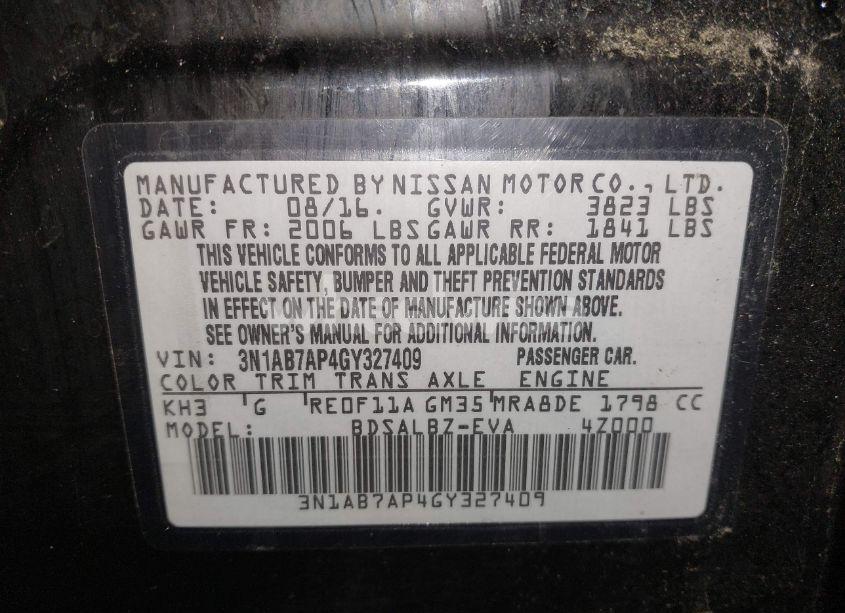 MANUFACTURED BY NISSAN MOTOR CO., LTD.
DATE: 08/16. GVWR: 3823 LBS
GAWR FR: 2006 LBS GAWR RR: 1841 LBS
THIS VEHICLE CONFORMS TO ALL APPLICABLE FEDERAL MOTOR
VEHICLE SAFETY, BUMPER AND THEFT PREVENTION STANDARDS
IN EFFECT ON THE DATE OF MANUFACTURE SHOWN ABOVE.
SEE OWNER'S MANUAL FOR ADDITIONAL INFORMATION.
VIN: 3N1AB7AP4GY327409 PASSENGER CAR.
COLOR TRIM TRANS AXLE ENGINE
KH3 G RE0F11A GM35 MRA8DE 1798 CC
MODEL: BDSALBZ-EVA 4Z000
3N1AB7AP4GY327409